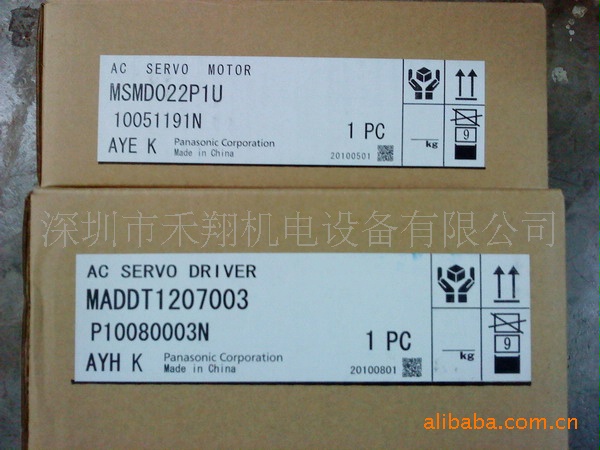 AC SERVO MOTOR
MSMD022P1U
10051191N
AYE K Panasonic Corporation
Made in China
1 PC
20100501
kg
9
深圳市禾翔机电设备有限公司
AC SERVO DRIVER
MADDT1207003
P10080003N
AYH K Panasonic Corporation
Made in China
1 PC
20100801
kg
9
alibaba.com.cn